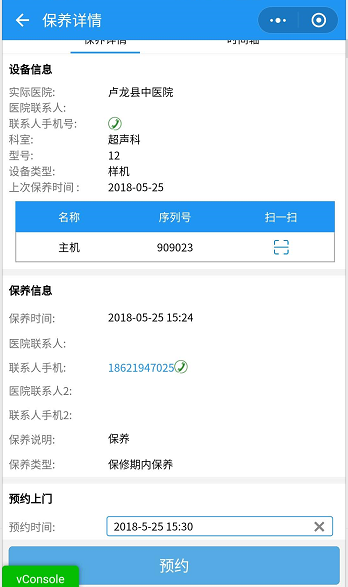 保养详情
保养详情 时间轴
设备信息
实际医院: 卢龙县中医院
医院联系人:
联系人手机号:
科室: 超声科
型号: 12
设备类型: 样机
上次保养时间 : 2018-05-25
名称 序列号 扫一扫
主机 909023
保养信息
保养时间: 2018-05-25 15:24
医院联系人:
联系人手机: 18621947025
医院联系人2:
联系人手机2:
保养说明: 保养
保养类型: 保修期内保养
预约上门
预约时间: 2018-5-25 15:30
预约
vConsole